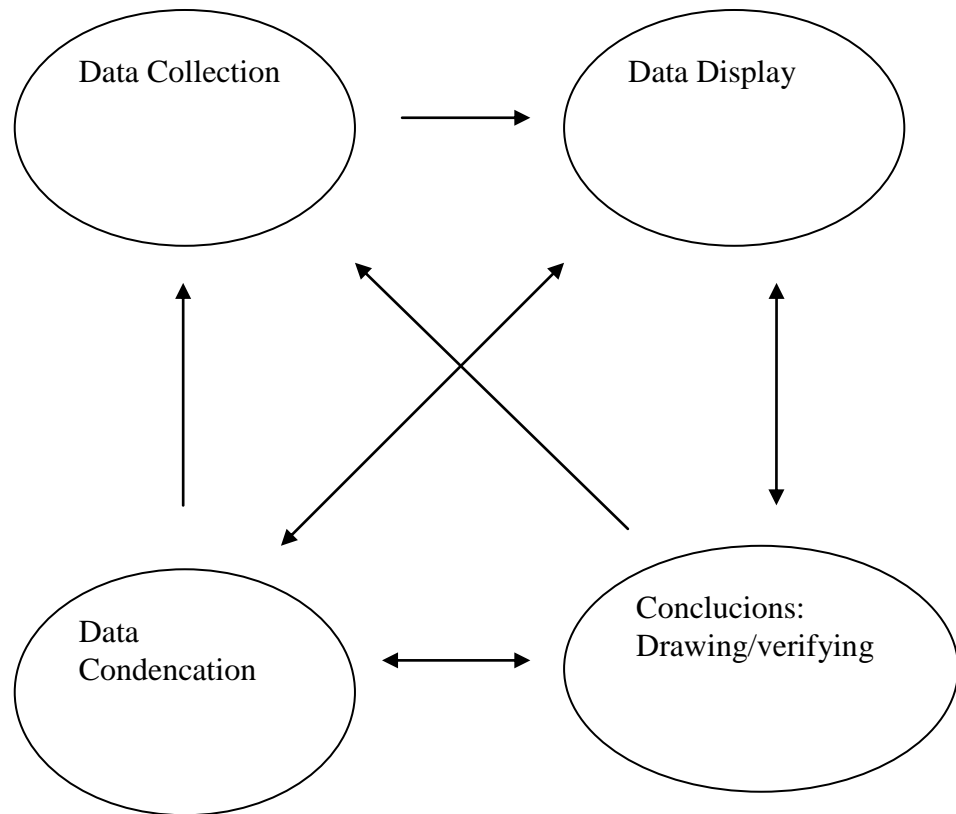 Data Collection
Data Display
Data
Condencation
Conclucions:
Drawing/verifying